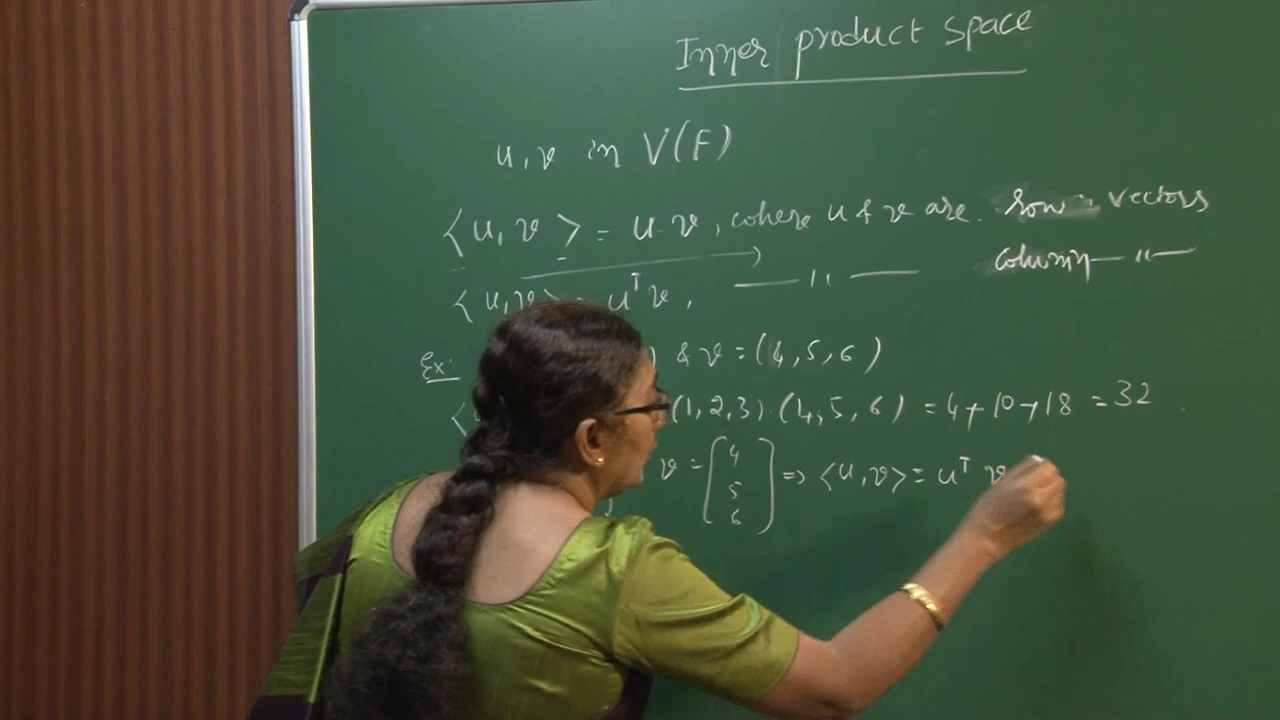 Inner product space
u, v in V(F)
⟨u, v⟩ = u . v, where u & v are row vectors
⟨u, v⟩ = uᵀv, —— " —— column — " —
Ex: & v = (4, 5, 6)
(1, 2, 3) . (4, 5, 6) = 4 + 10 + 18 = 32
v = [4 5 6] ⇒ ⟨u, v⟩ = uᵀ v